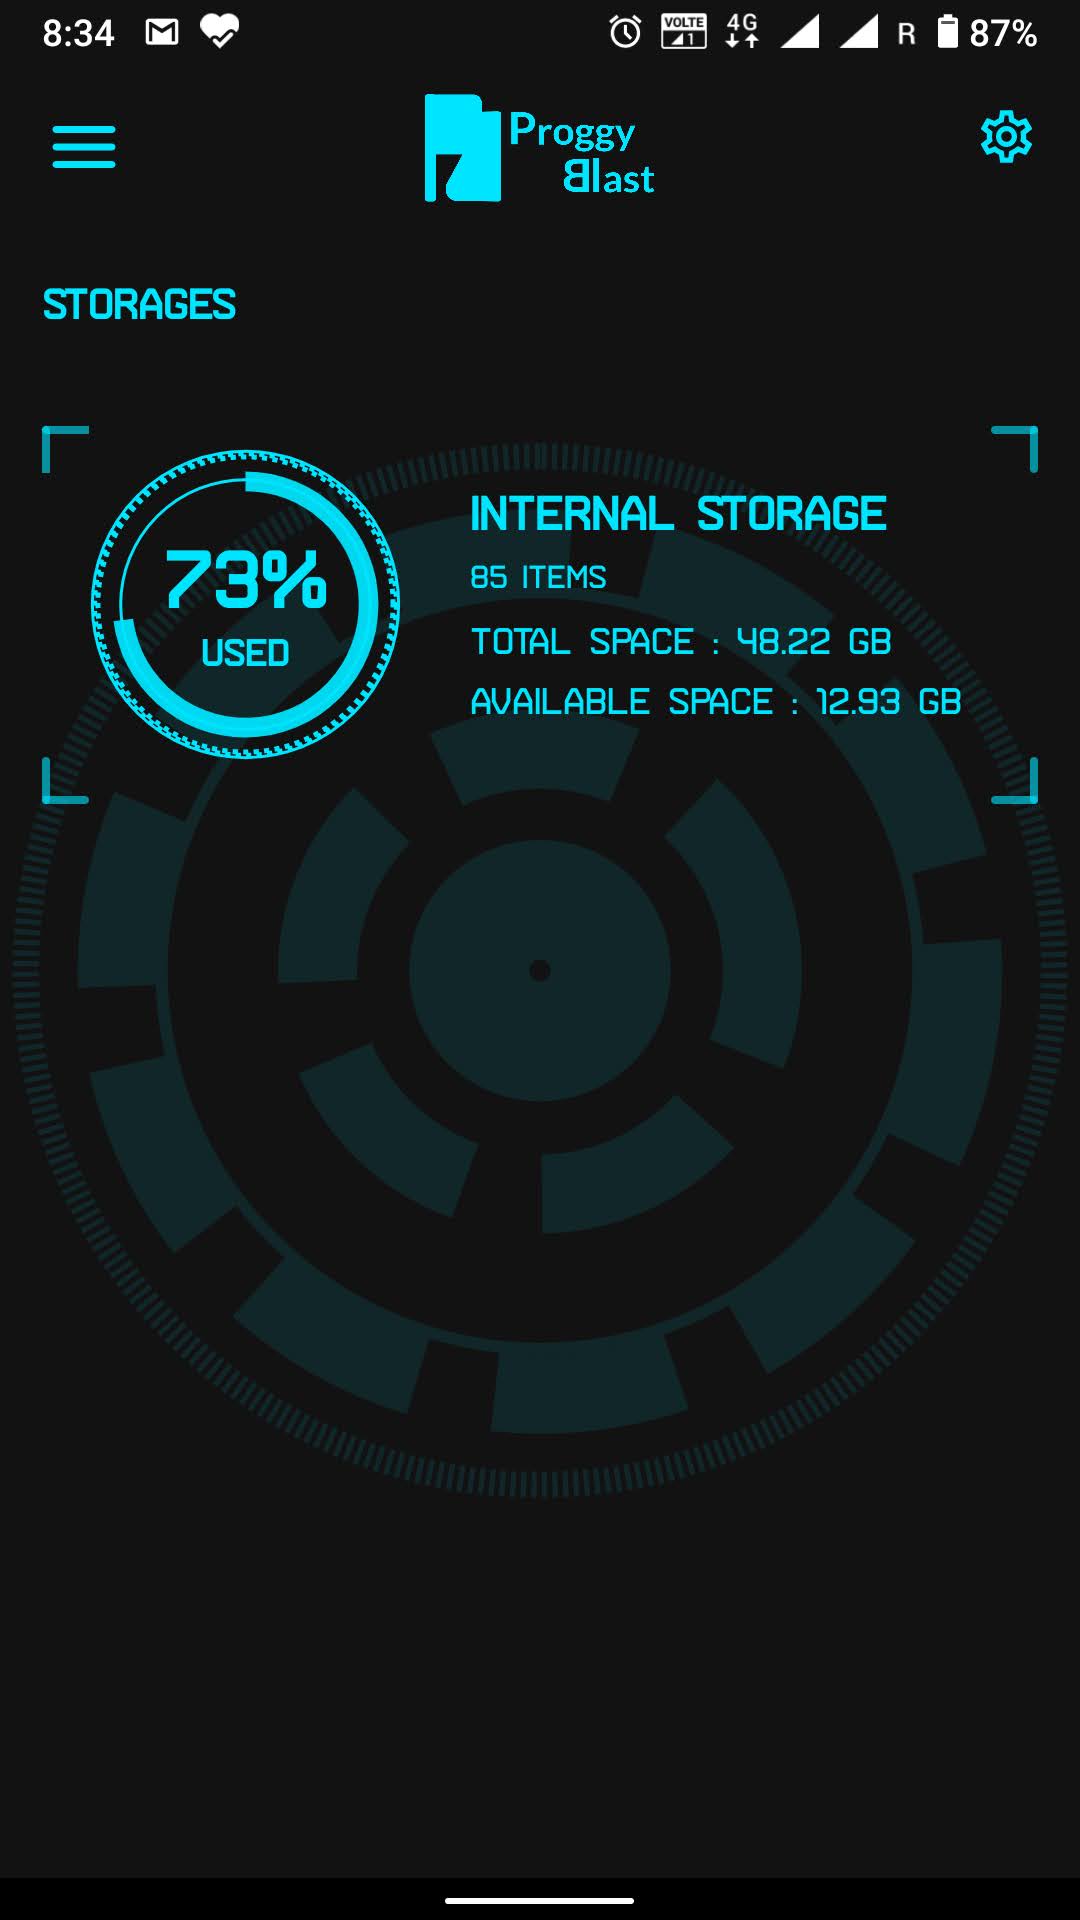 8:34 VOLTE 1 4G R 87%
Proggy
Blast
STORAGES
73%
USED
INTERNAL STORAGE
85 ITEMS
TOTAL SPACE : 48.22 GB
AVAILABLE SPACE : 12.93 GB